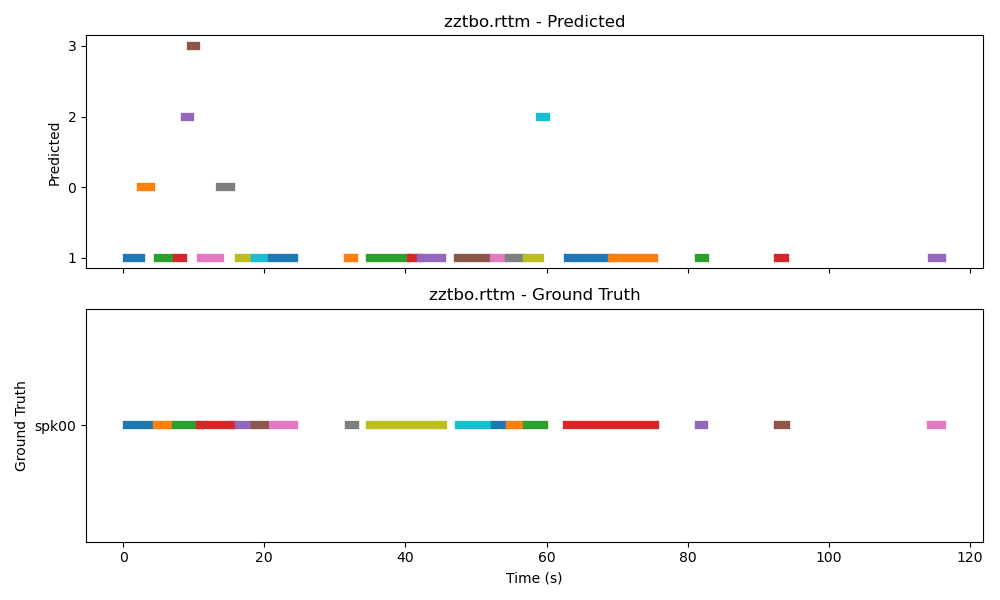 zztbo.rttm - Predicted
3
2
0
1
Predicted
zztbo.rttm - Ground Truth
spk00
Ground Truth
0 20 40 60 80 100 120
Time (s)